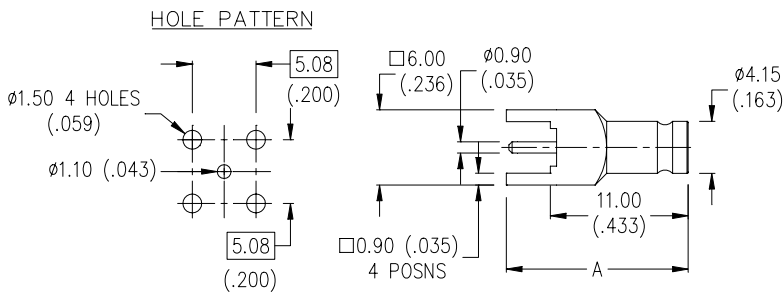 HOLE PATTERN
5.08
(.200)
ø1.50 4 HOLES
(.059)
ø1.10 (.043)
5.08
(.200)
□6.00
(.236)
ø0.90
(.035)
ø4.15
(.163)
11.00
(.433)
□0.90 (.035)
4 POSNS
A